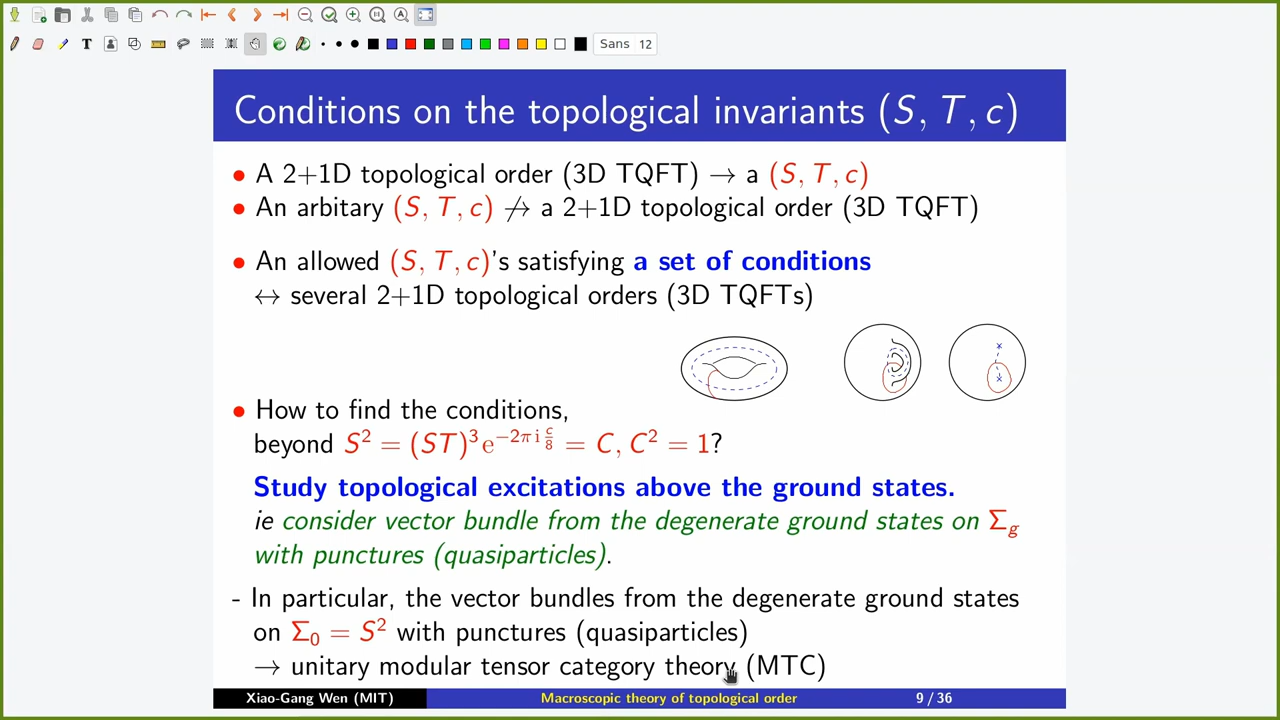 T
Sans 12
Conditions on the topological invariants (S, T, c)
• A 2+1D topological order (3D TQFT) → a (S, T, c)
• An arbitary (S, T, c) ↛ a 2+1D topological order (3D TQFT)
• An allowed (S, T, c)'s satisfying a set of conditions
↔ several 2+1D topological orders (3D TQFTs)
• How to find the conditions,
beyond S² = (ST)³e^{−2πi c/8} = C, C² = 1?
Study topological excitations above the ground states.
ie consider vector bundle from the degenerate ground states on Σ_g
with punctures (quasiparticles).
- In particular, the vector bundles from the degenerate ground states
on Σ₀ = S² with punctures (quasiparticles)
→ unitary modular tensor category theory (MTC)
Xiao-Gang Wen (MIT) Macroscopic theory of topological order 9 / 36